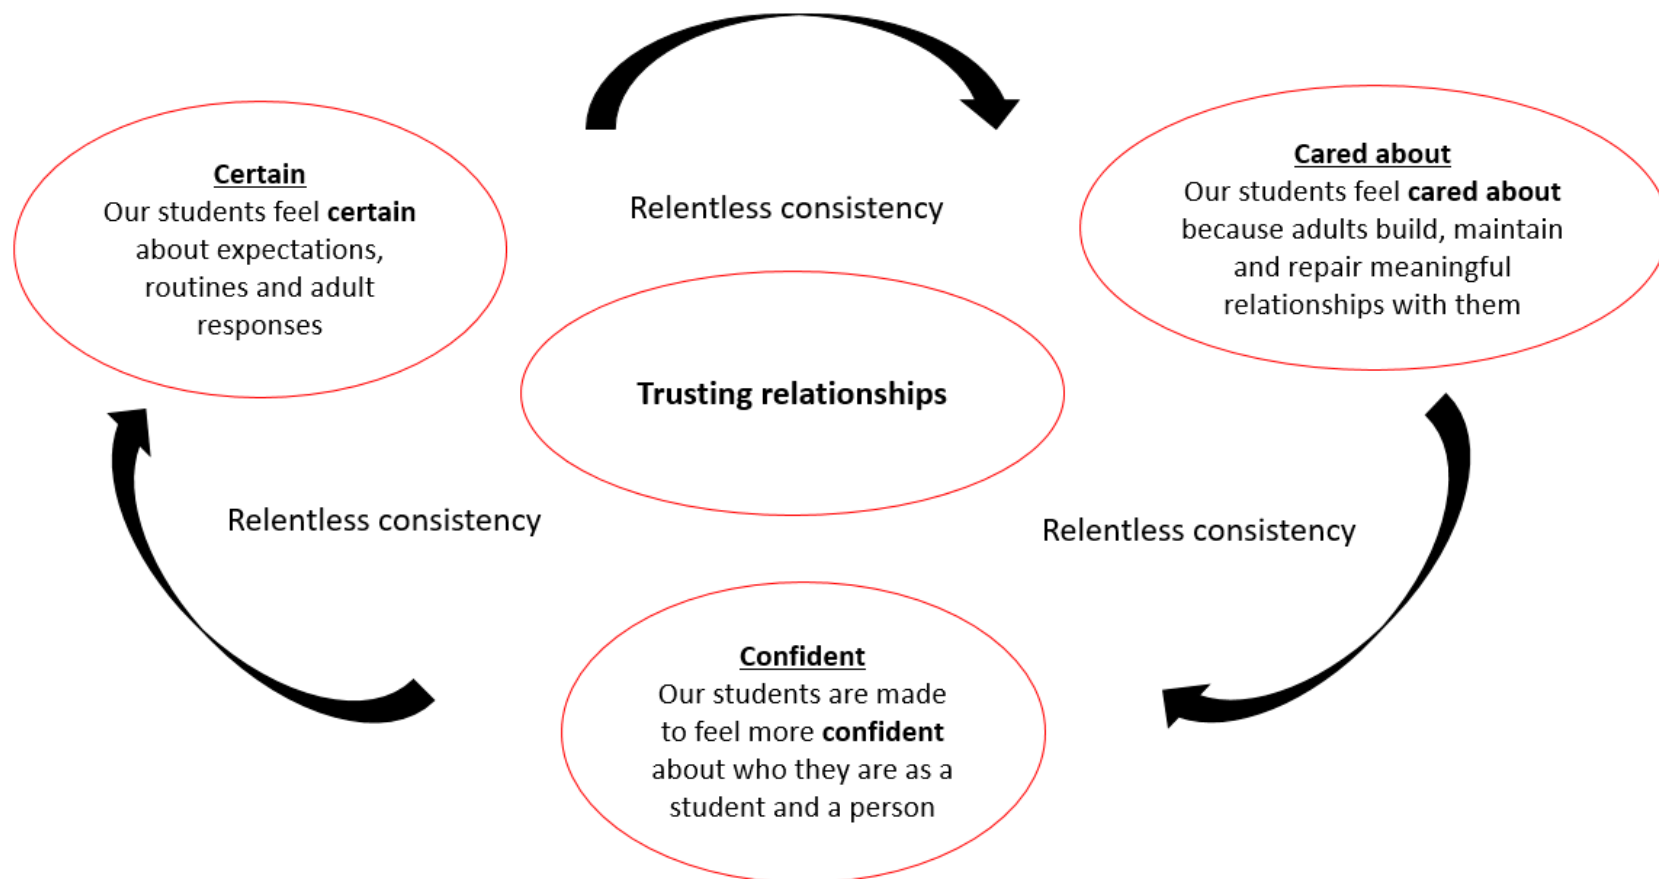 Certain
Our students feel certain
about expectations,
routines and adult
responses
Relentless consistency
Cared about
Our students feel cared about
because adults build, maintain
and repair meaningful
relationships with them
Trusting relationships
Relentless consistency
Relentless consistency
Confident
Our students are made
to feel more confident
about who they are as a
student and a person